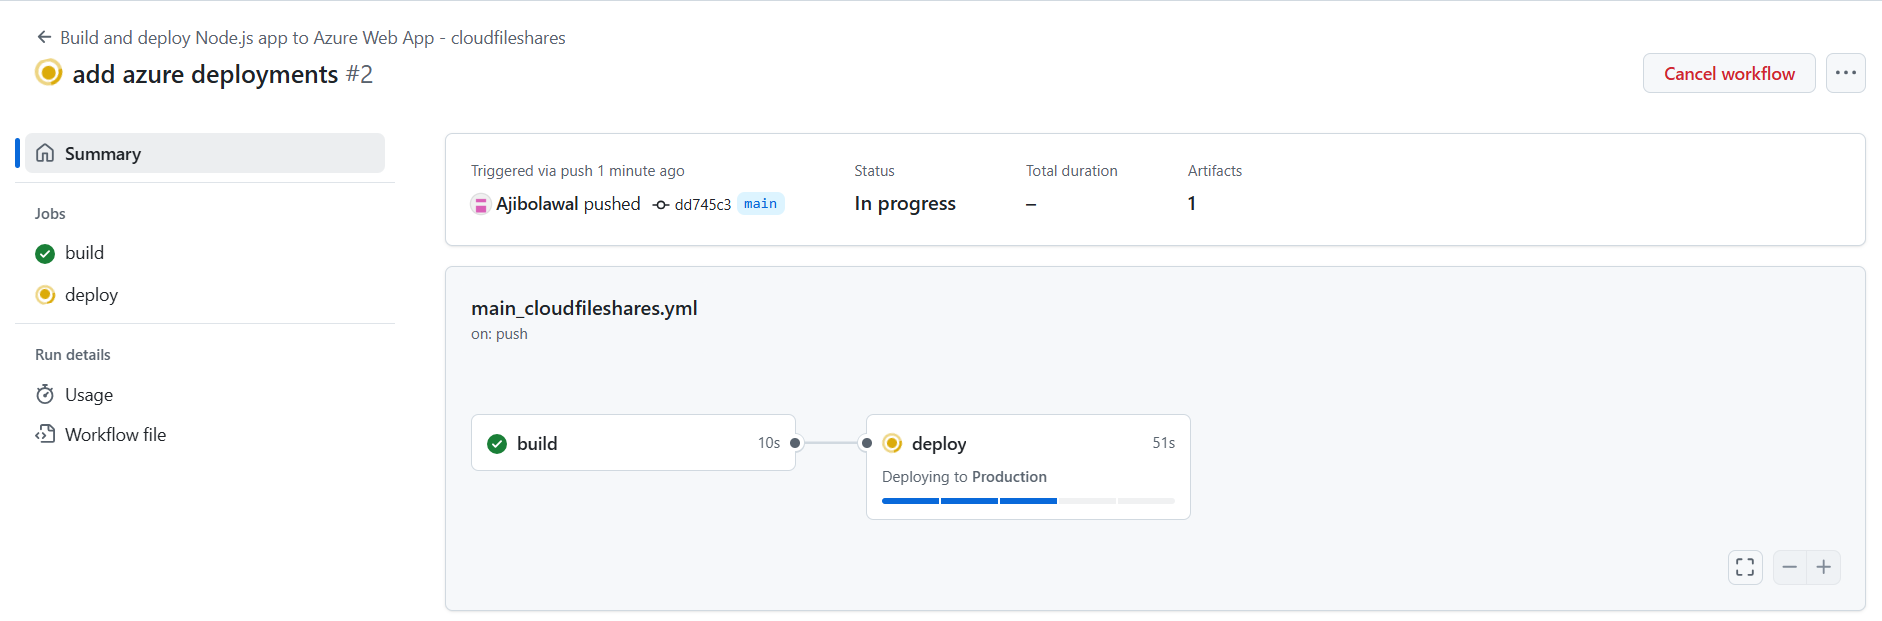 Build and deploy Node.js app to Azure Web App - cloudfileshares
add azure deployments #2
Cancel workflow
Summary
Jobs
build
deploy
Run details
Usage
Workflow file
Triggered via push 1 minute ago
Ajibolawal pushed dd745c3 main
Status
In progress
Total duration
–
Artifacts
1
main_cloudfileshares.yml
on: push
build 10s
deploy 51s
Deploying to Production